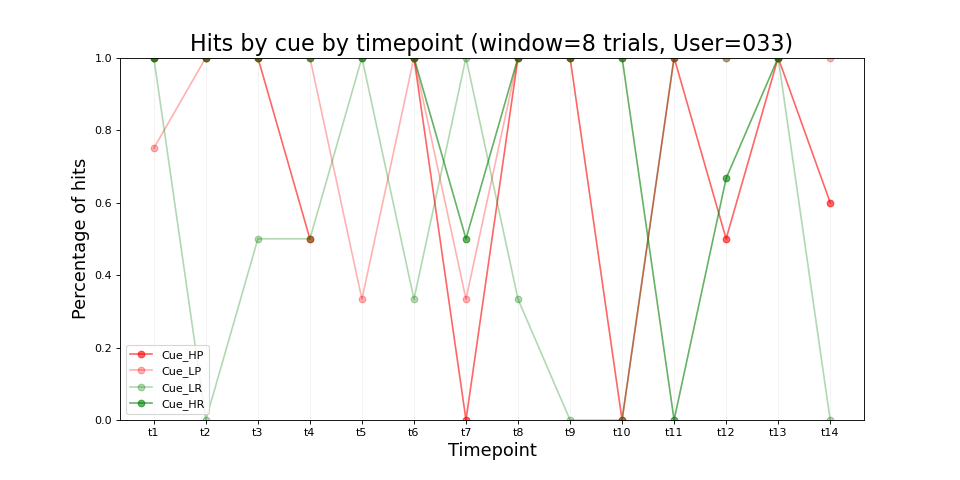 Hits by cue by timepoint (window=8 trials, User=033)
Percentage of hits
1.0
0.8
0.6
0.4
0.2
0.0
Cue_HP
Cue_LP
Cue_LR
Cue_HR
t1 t2 t3 t4 t5 t6 t7 t8 t9 t10 t11 t12 t13 t14
Timepoint